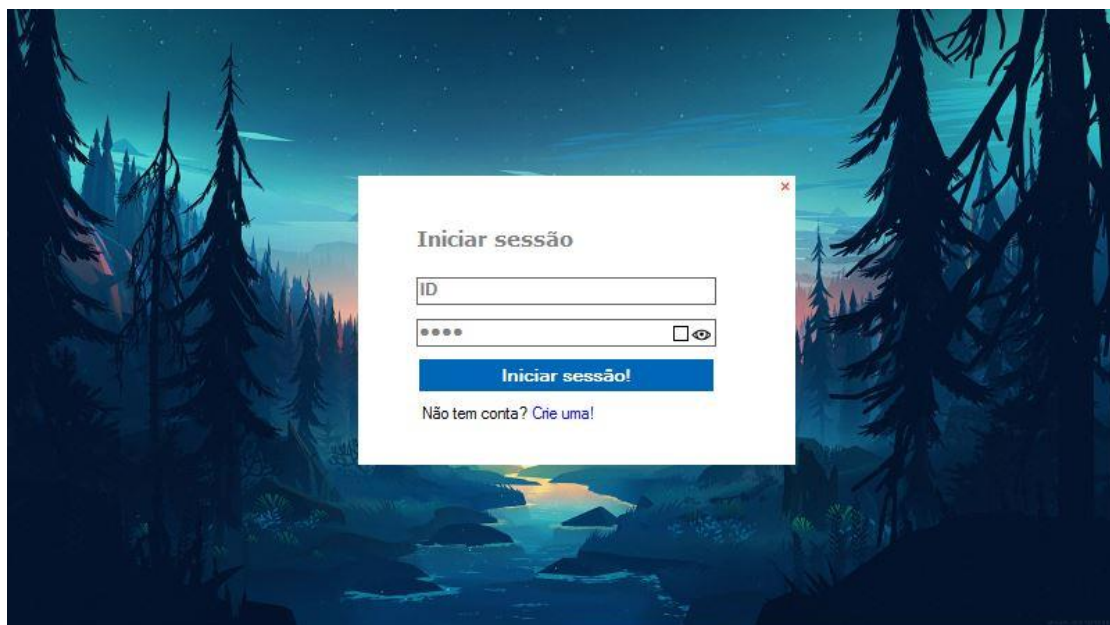 Iniciar sessão
ID
●●●●
Iniciar sessão!
Não tem conta? Crie uma!